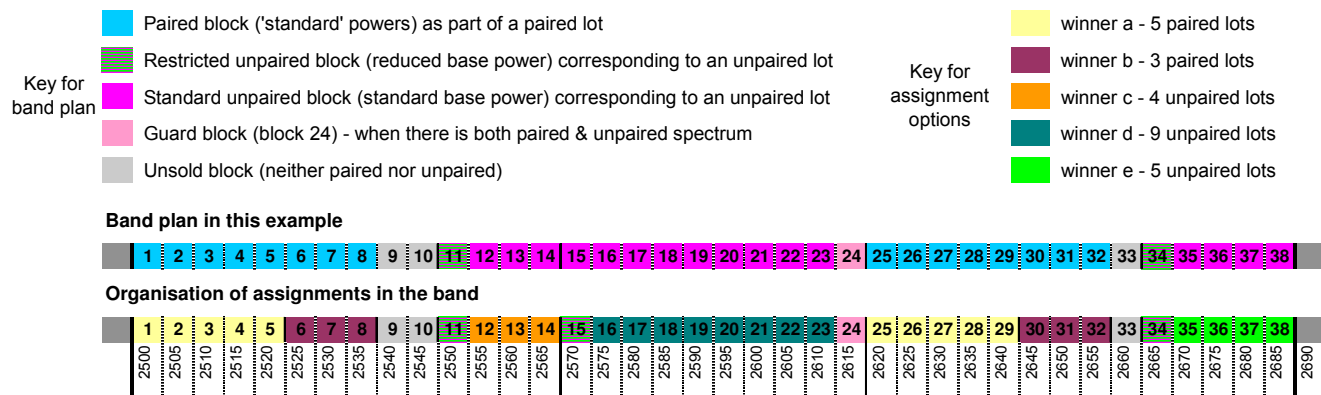 Key for band plan
Paired block ('standard' powers) as part of a paired lot
Restricted unpaired block (reduced base power) corresponding to an unpaired lot
Standard unpaired block (standard base power) corresponding to an unpaired lot
Guard block (block 24) - when there is both paired & unpaired spectrum
Unsold block (neither paired nor unpaired)
Key for assignment options
winner a - 5 paired lots
winner b - 3 paired lots
winner c - 4 unpaired lots
winner d - 9 unpaired lots
winner e - 5 unpaired lots
Band plan in this example
1 2 3 4 5 6 7 8 9 10 11 12 13 14 15 16 17 18 19 20 21 22 23 24 25 26 27 28 29 30 31 32 33 34 35 36 37 38
Organisation of assignments in the band
1 2 3 4 5 6 7 8 9 10 11 12 13 14 15 16 17 18 19 20 21 22 23 24 25 26 27 28 29 30 31 32 33 34 35 36 37 38
2500 2505 2510 2515 2520 2525 2530 2535 2540 2545 2550 2555 2560 2565 2570 2575 2580 2590 2595 2600 2605 2610 2615 2620 2625 2630 2635 2640 2645 2650 2655 2660 2665 2670 2675 2680 2685 2690